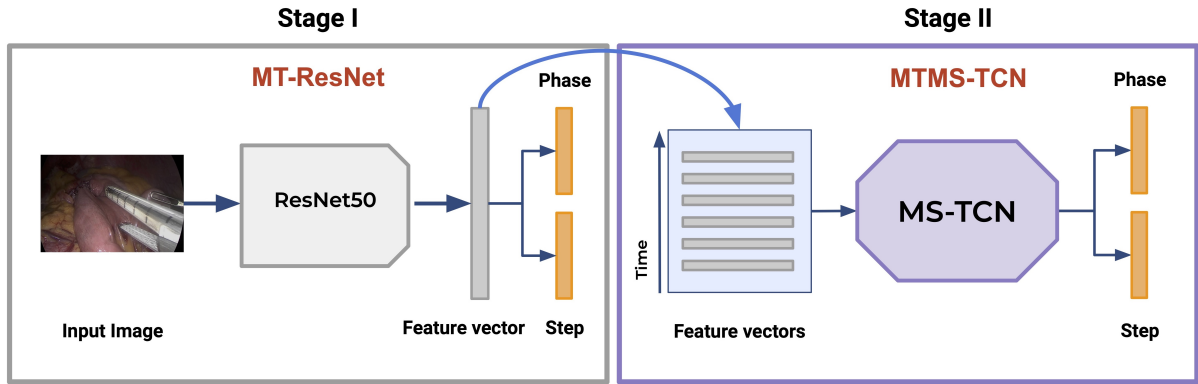 Stage I
Stage II
MT-ResNet
Phase
ResNet50
Input Image
Feature vector
Step
MTMS-TCN
Phase
Time
MS-TCN
Feature vectors
Step